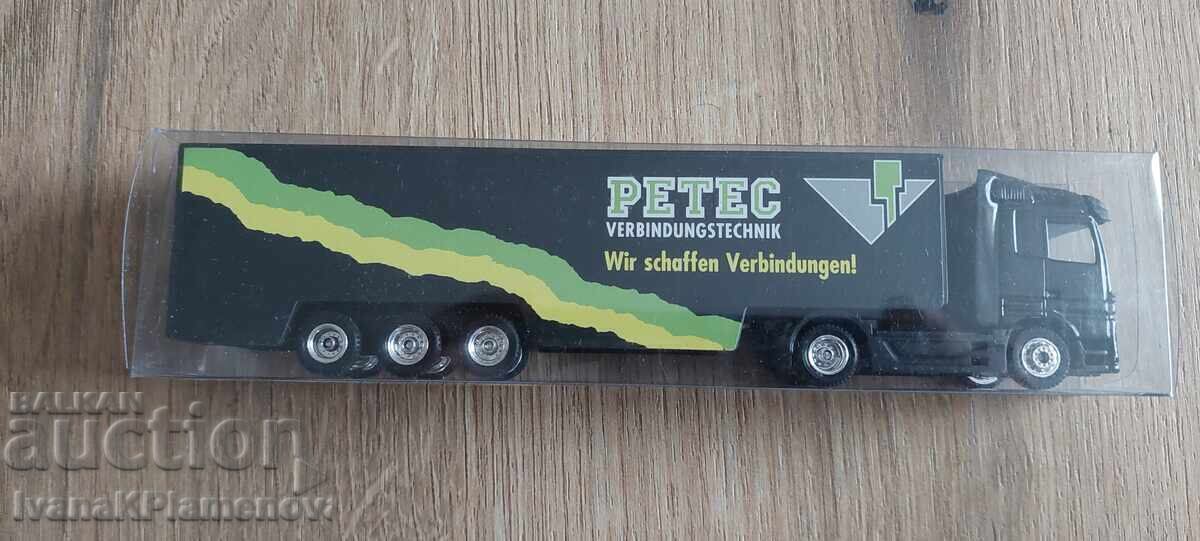 PETEC
VERBINDUNGSTECHNIK
Wir schaffen Verbindungen!
BALKAN
auction
IvanaKPlamenov